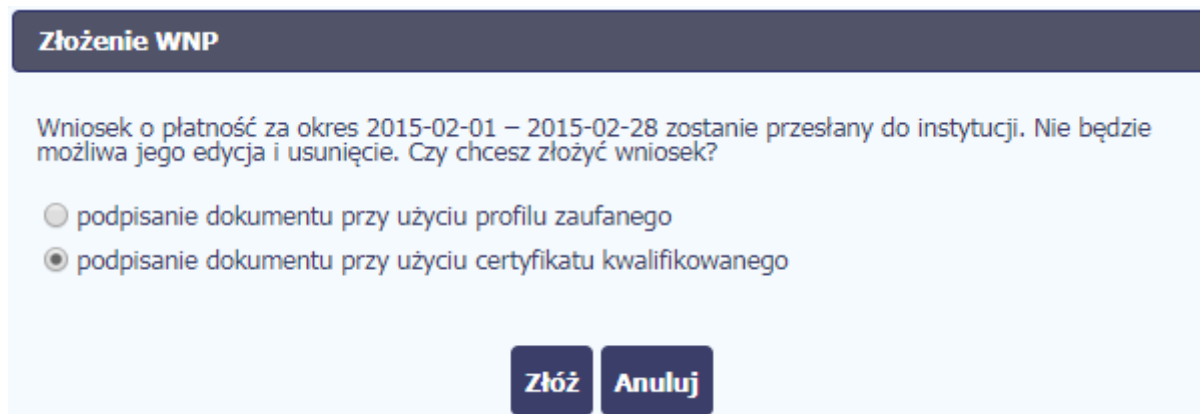 Złożenie WNP
Wniosek o płatność za okres 2015-02-01 – 2015-02-28 zostanie przesłany do instytucji. Nie będzie
możliwa jego edycja i usunięcie. Czy chcesz złożyć wniosek?
podpisanie dokumentu przy użyciu profilu zaufanego
podpisanie dokumentu przy użyciu certyfikatu kwalifikowanego
Złóż Anuluj